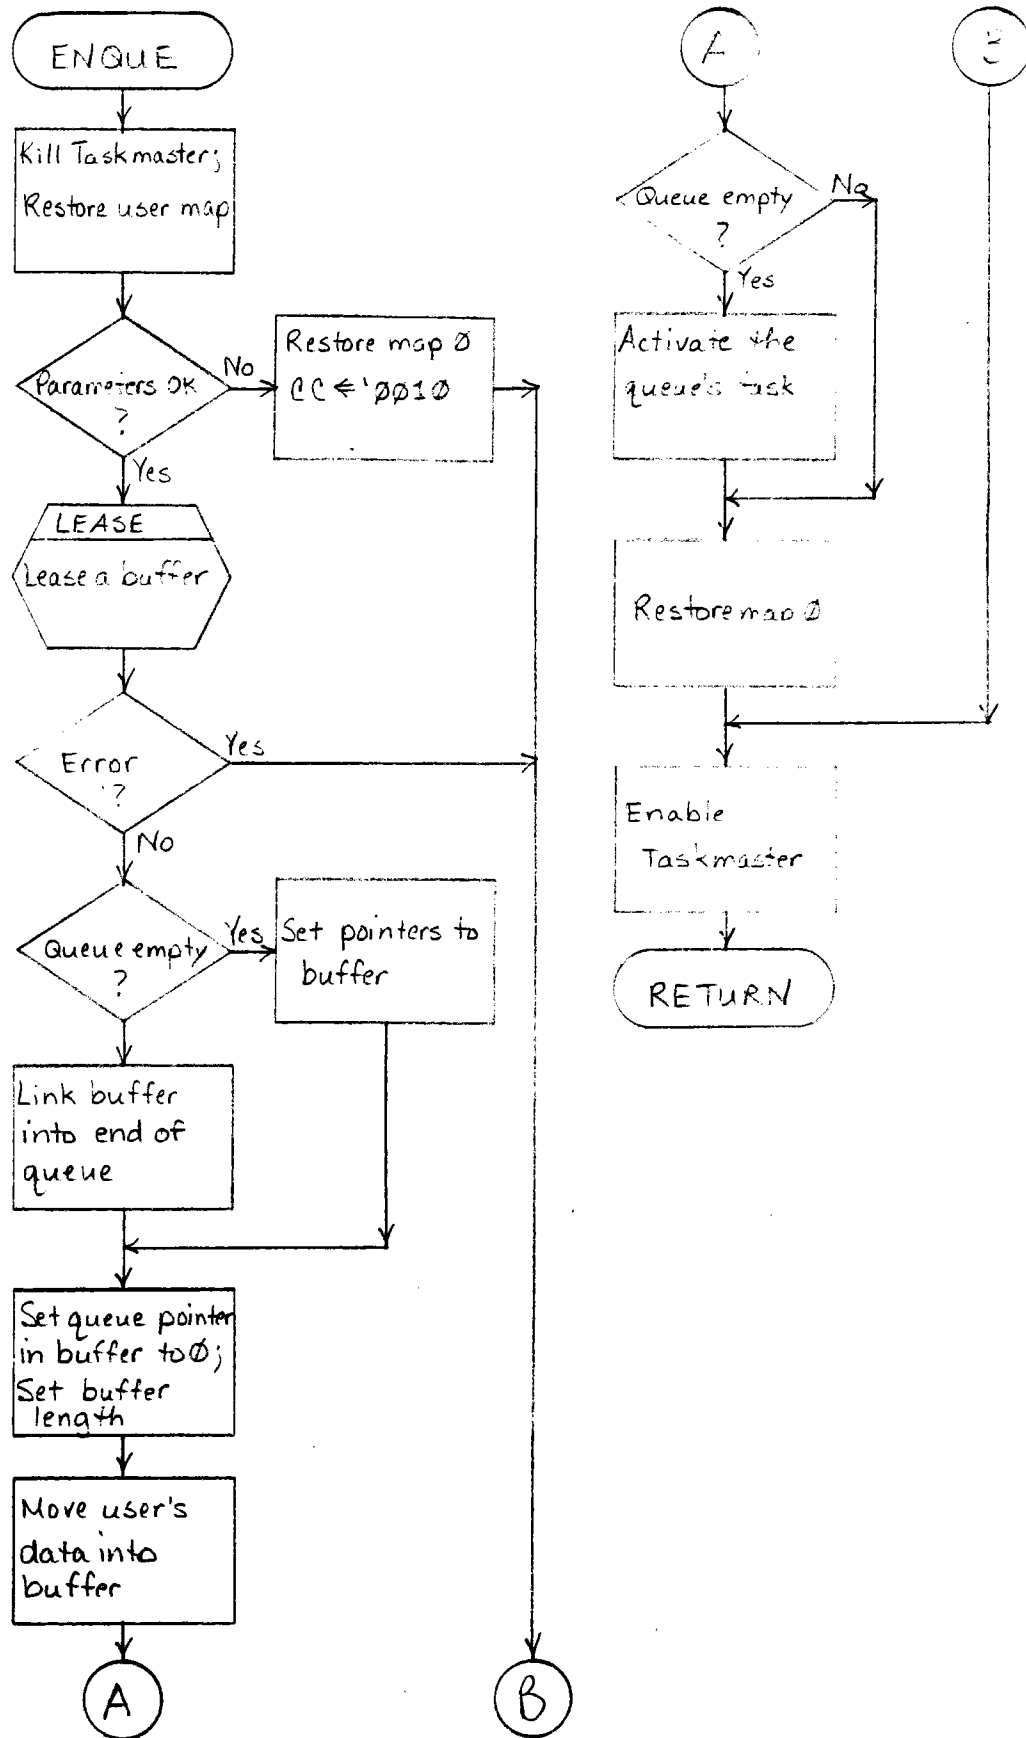 ENQUE
Kill Taskmaster;
Restore user map
Parameters OK
?
No
Yes
Restore map Ø
CC ⇐ 'ØØ1Ø
LEASE
Lease a buffer
Error
?
Yes
No
Queue empty
?
Yes
Set pointers to
buffer
Link buffer
into end of
queue
Set queue pointer
in buffer to Ø;
Set buffer
length
Move user's
data into
buffer
A
B
A
Queue empty
?
No
Yes
Activate the
queue's task
Restore map Ø
Enable
Taskmaster
RETURN